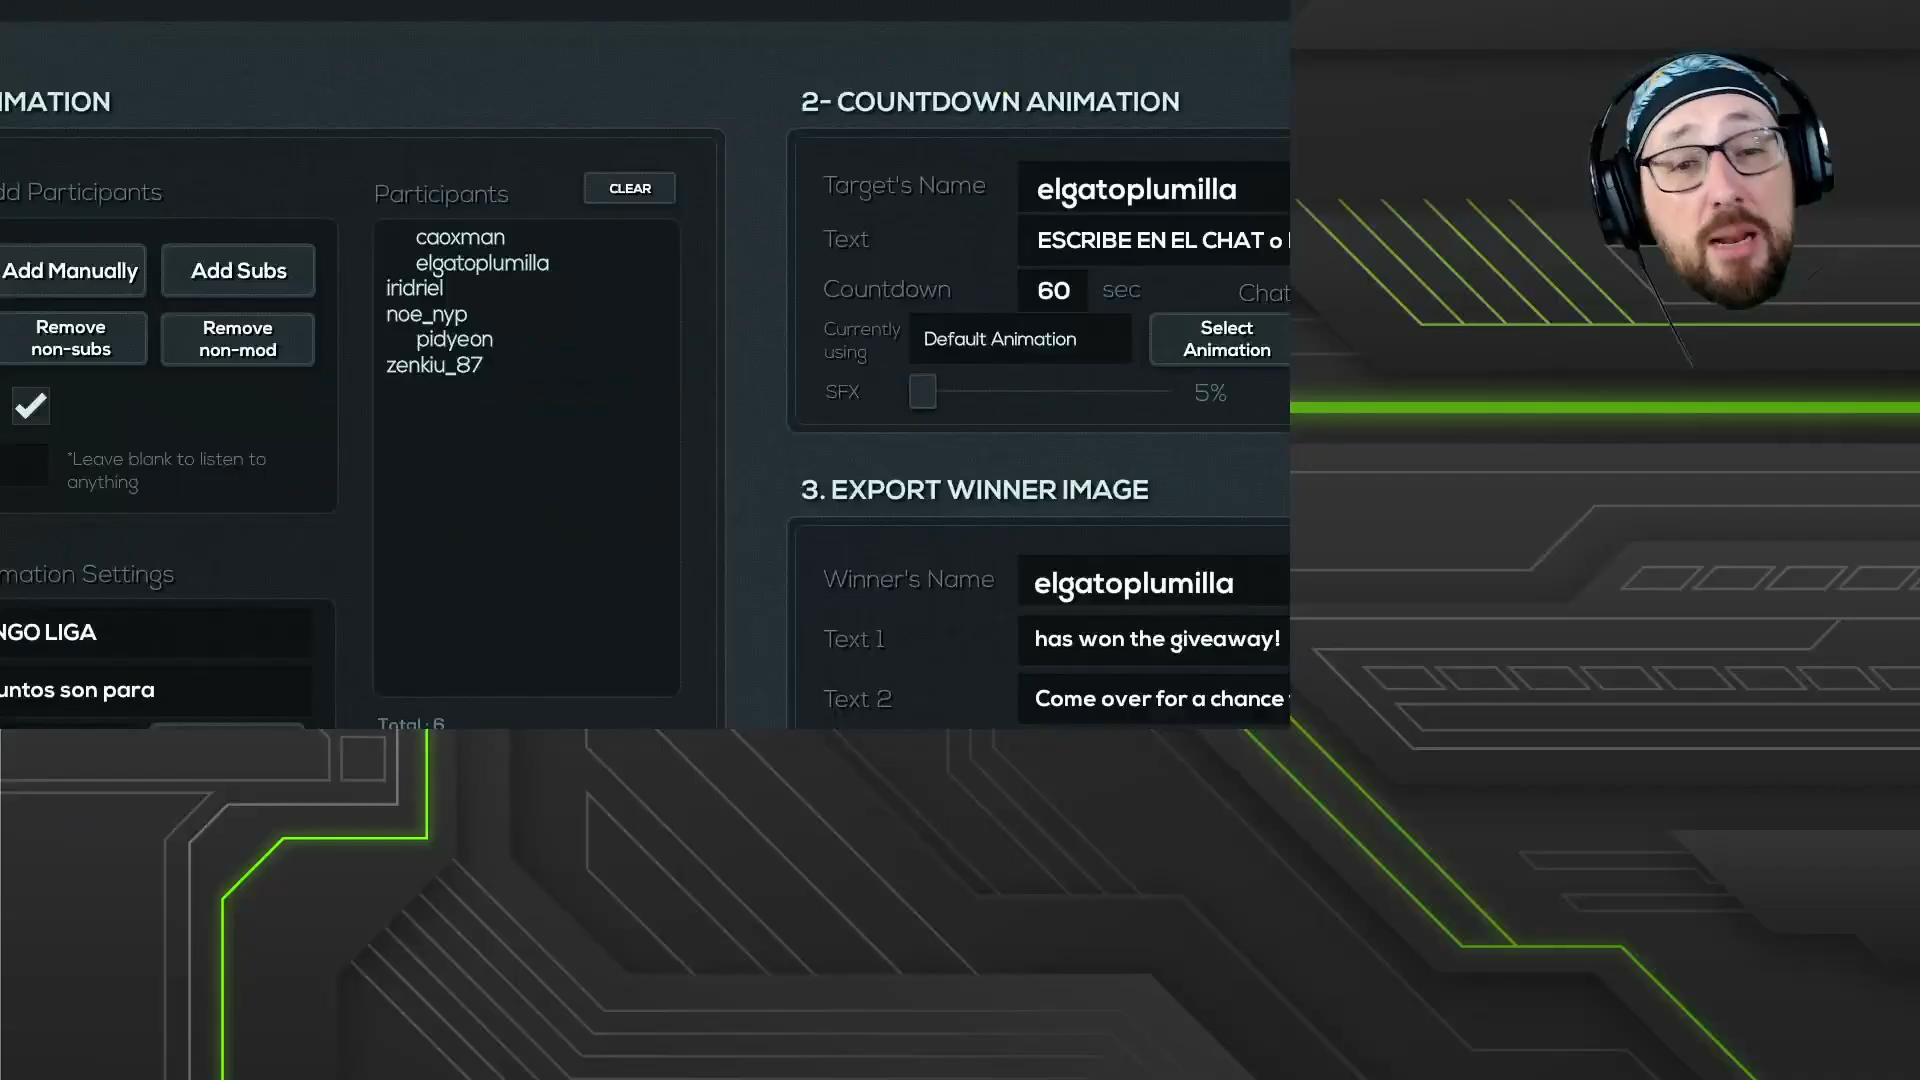 IMATION
dd Participants
Add Manually
Add Subs
Remove
non-subs
Remove
non-mod
*Leave blank to listen to
anything
mation Settings
NGO LIGA
untos son para
Participants
CLEAR
caoxman
elgatoplumilla
iridriel
noe_nyp
pidyeon
zenkiu_87
Total: 6
2- COUNTDOWN ANIMATION
Target's Name
elgatoplumilla
Text
ESCRIBE EN EL CHAT o
Countdown
60
sec
Chat
Currently
using
Default Animation
Select
Animation
SFX
5%
3. EXPORT WINNER IMAGE
Winner's Name
elgatoplumilla
Text 1
has won the giveaway!
Text 2
Come over for a chance